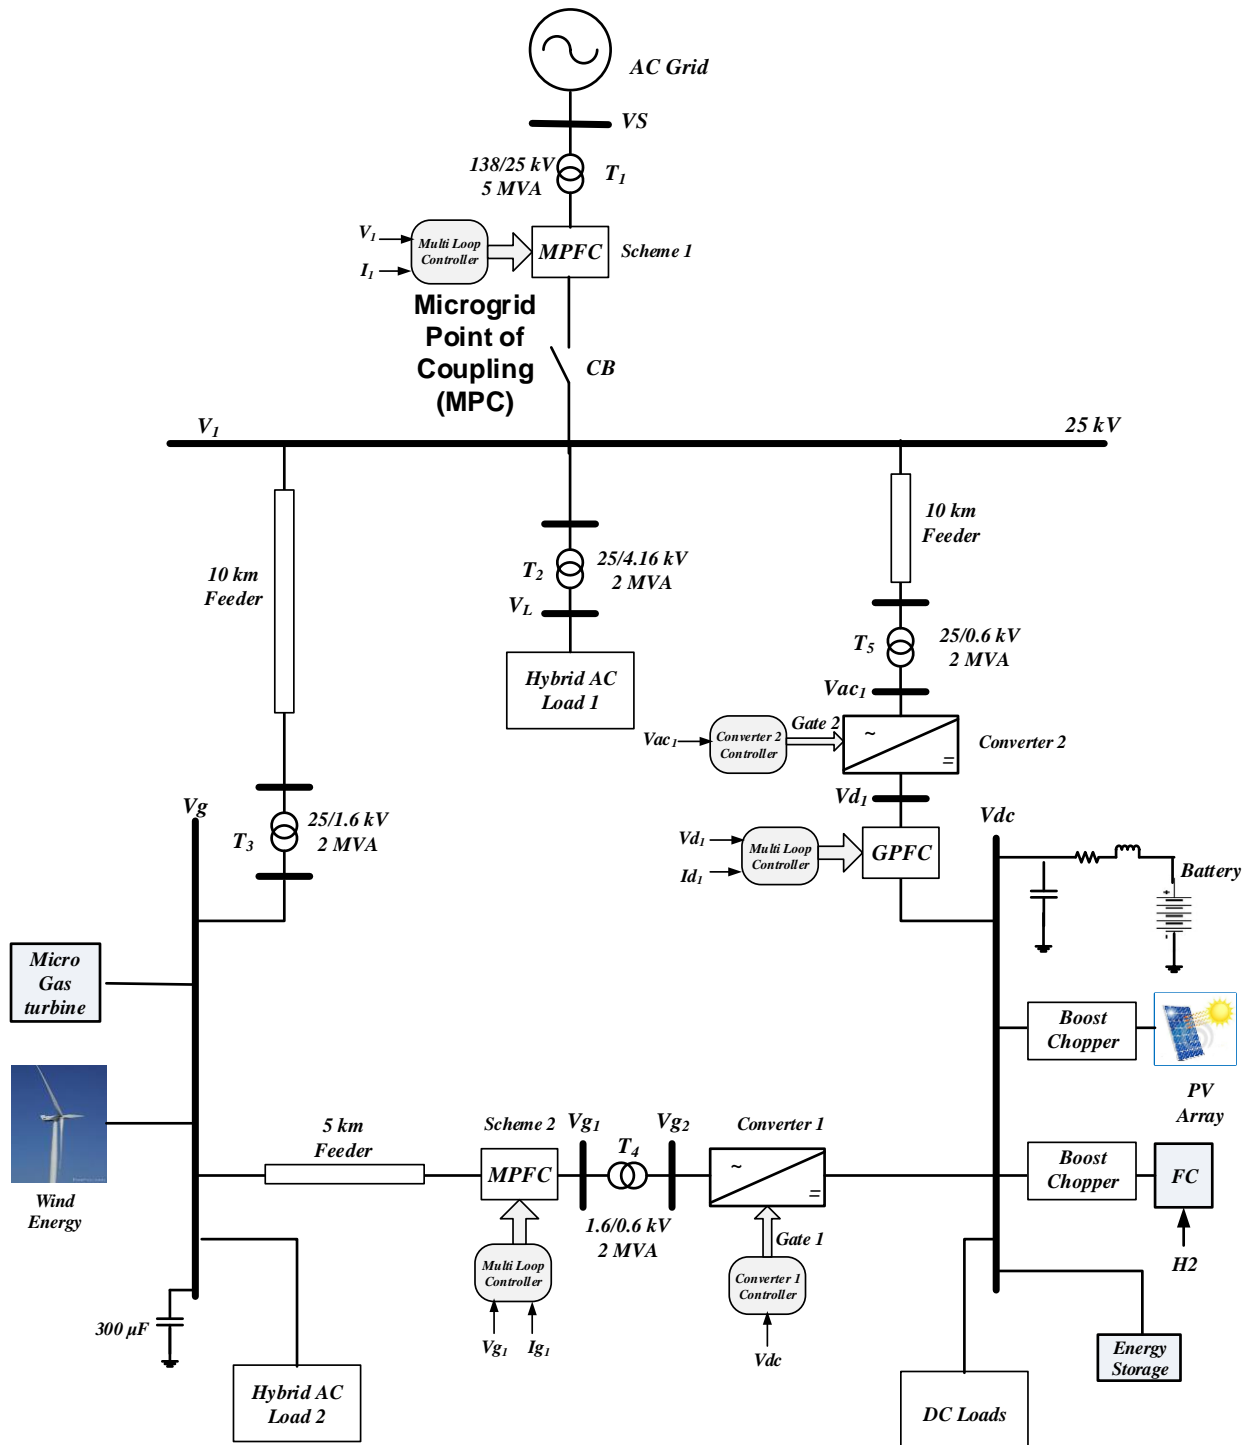 AC Grid
VS
138/25 kV
5 MVA
T1
V1
I1
Multi Loop
Controller
MPFC
Scheme 1
Microgrid
Point of
Coupling
(MPC)
CB
V1
25 kV
10 km
Feeder
T2
25/4.16 kV
2 MVA
VL
Hybrid AC
Load 1
10 km
Feeder
T5
25/0.6 kV
2 MVA
Vac1
Gate 2
Vac1
Converter 2
Controller
~
=
Converter 2
Vd1
Vd1
Id1
Multi Loop
Controller
GPFC
Vg
T3
25/1.6 kV
2 MVA
Vdc
Battery
+
-
Micro
Gas
turbine
Boost
Chopper
PV
Array
Wind
Energy
5 km
Feeder
Scheme 2
MPFC
Vg1
T4
Vg2
1.6/0.6 kV
2 MVA
Converter 1
~
=
Gate 1
Multi Loop
Controller
Vg1
Ig1
Converter 1
Controller
Vdc
Boost
Chopper
FC
H2
300 µF
Hybrid AC
Load 2
Energy
Storage
DC Loads